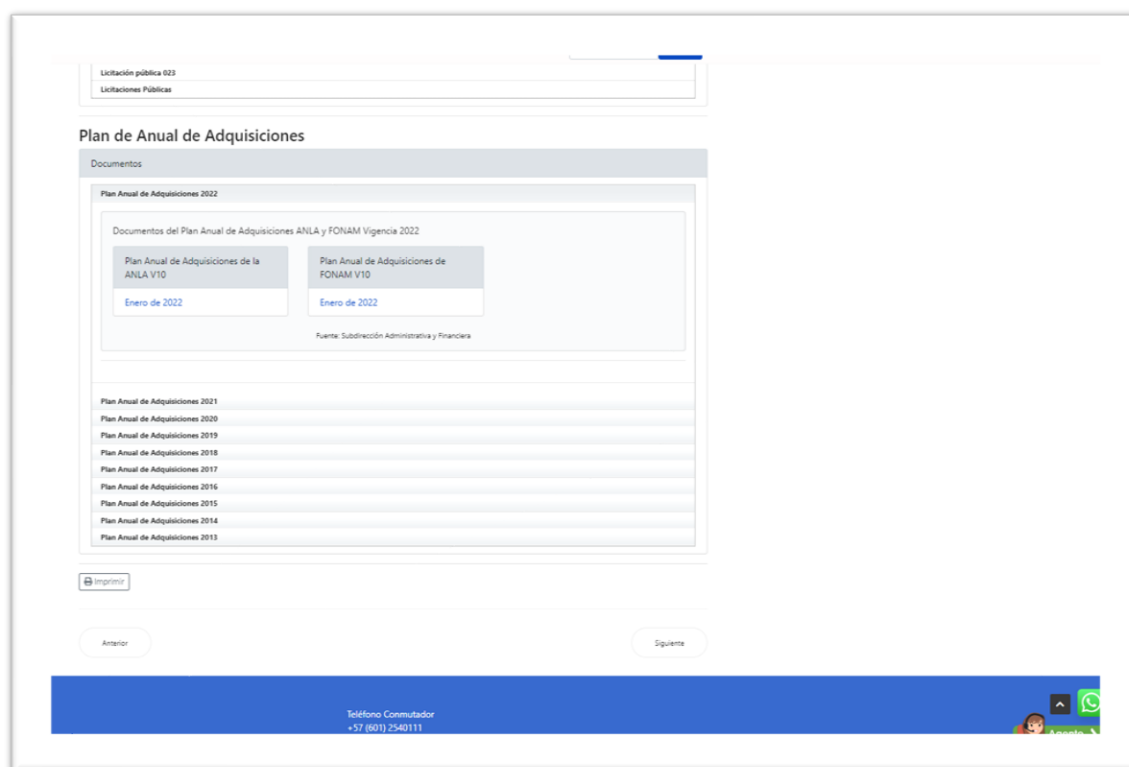 Licitación pública 023
Licitaciones Públicas
Plan de Anual de Adquisiciones
Documentos
Plan Anual de Adquisiciones 2022
Documentos del Plan Anual de Adquisiciones ANLA y FONAM Vigencia 2022
Plan Anual de Adquisiciones de la
ANLA V10
Enero de 2022
Plan Anual de Adquisiciones de
FONAM V10
Enero de 2022
Fuente: Subdirección Administrativa y Financiera
Plan Anual de Adquisiciones 2021
Plan Anual de Adquisiciones 2020
Plan Anual de Adquisiciones 2019
Plan Anual de Adquisiciones 2018
Plan Anual de Adquisiciones 2017
Plan Anual de Adquisiciones 2016
Plan Anual de Adquisiciones 2015
Plan Anual de Adquisiciones 2014
Plan Anual de Adquisiciones 2013
Imprimir
Anterior
Siguiente
Teléfono Conmutador
+57 (601) 2540111
Agente